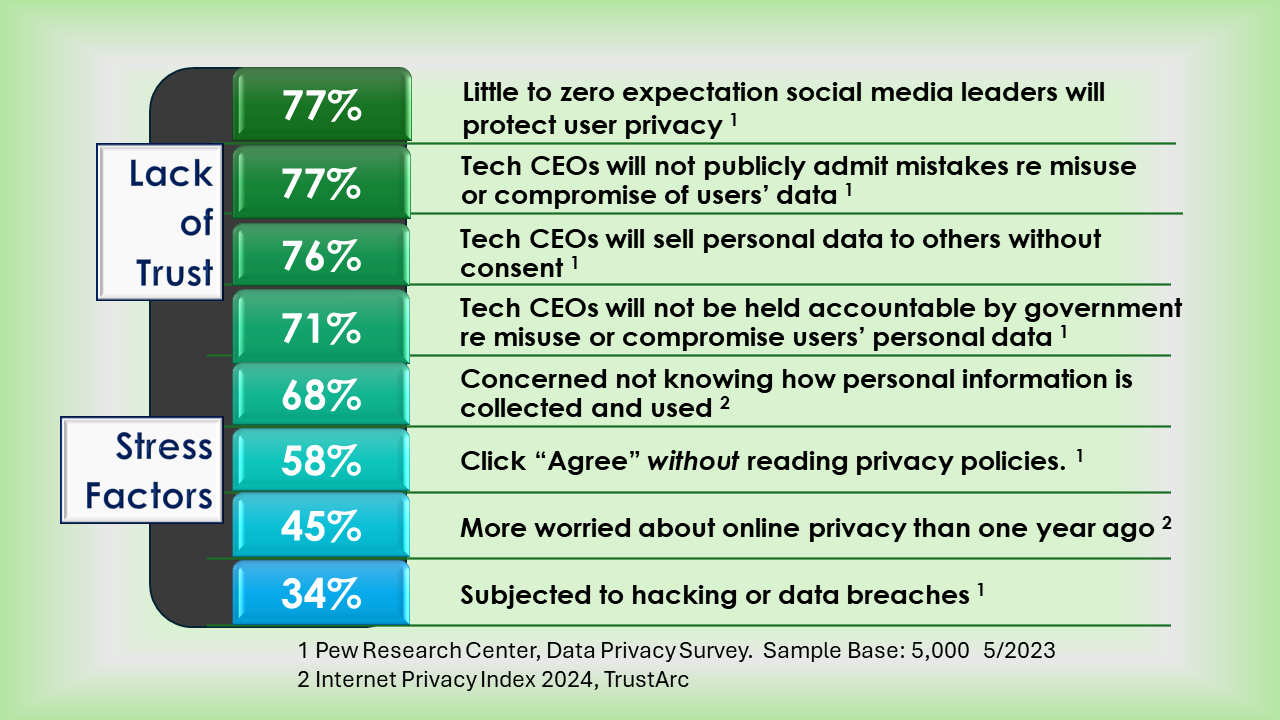 77%
Little to zero expectation social media leaders will
protect user privacy 1
Lack
of
Trust
77%
Tech CEOs will not publicly admit mistakes re misuse
or compromise of users’ data 1
76%
Tech CEOs will sell personal data to others without
consent 1
71%
Tech CEOs will not be held accountable by government
re misuse or compromise users’ personal data 1
68%
Concerned not knowing how personal information is
collected and used 2
Stress
Factors
58%
Click “Agree” without reading privacy policies. 1
45%
More worried about online privacy than one year ago 2
34%
Subjected to hacking or data breaches 1
1 Pew Research Center, Data Privacy Survey. Sample Base: 5,000 5/2023
2 Internet Privacy Index 2024, TrustArc